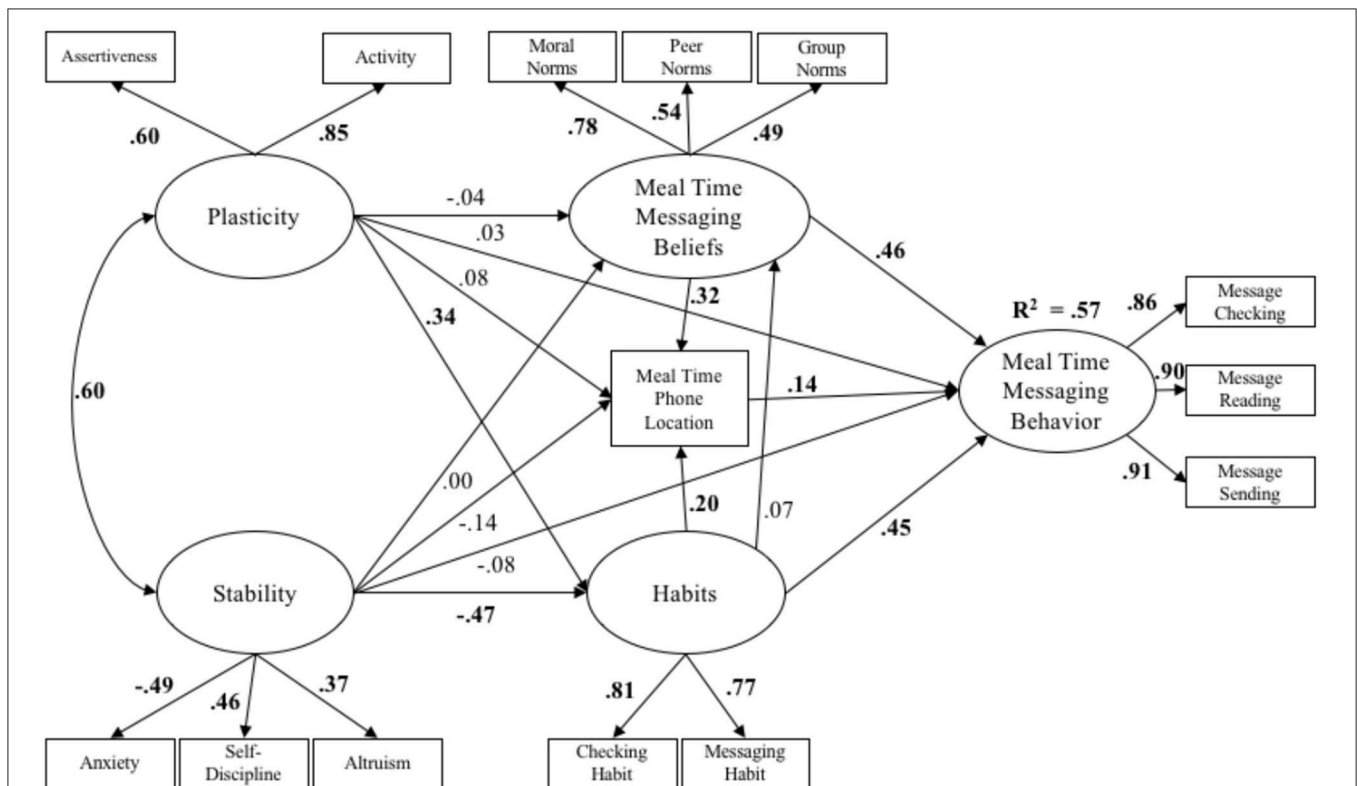 Assertiveness
Activity
Moral
Norms
Peer
Norms
Group
Norms
.60
.85
.78
.54
.49
Plasticity
Meal Time
Messaging
Beliefs
-.04
.03
.08
.34
.32
.46
R² = .57
.86
Message
Checking
.60
Meal Time
Phone
Location
.14
Meal Time
Messaging
Behavior
.90
Message
Reading
.91
Message
Sending
.00
-.14
-.08
-.47
.20
.07
.45
Stability
Habits
-.49
.46
.37
.81
.77
Anxiety
Self-
Discipline
Altruism
Checking
Habit
Messaging
Habit